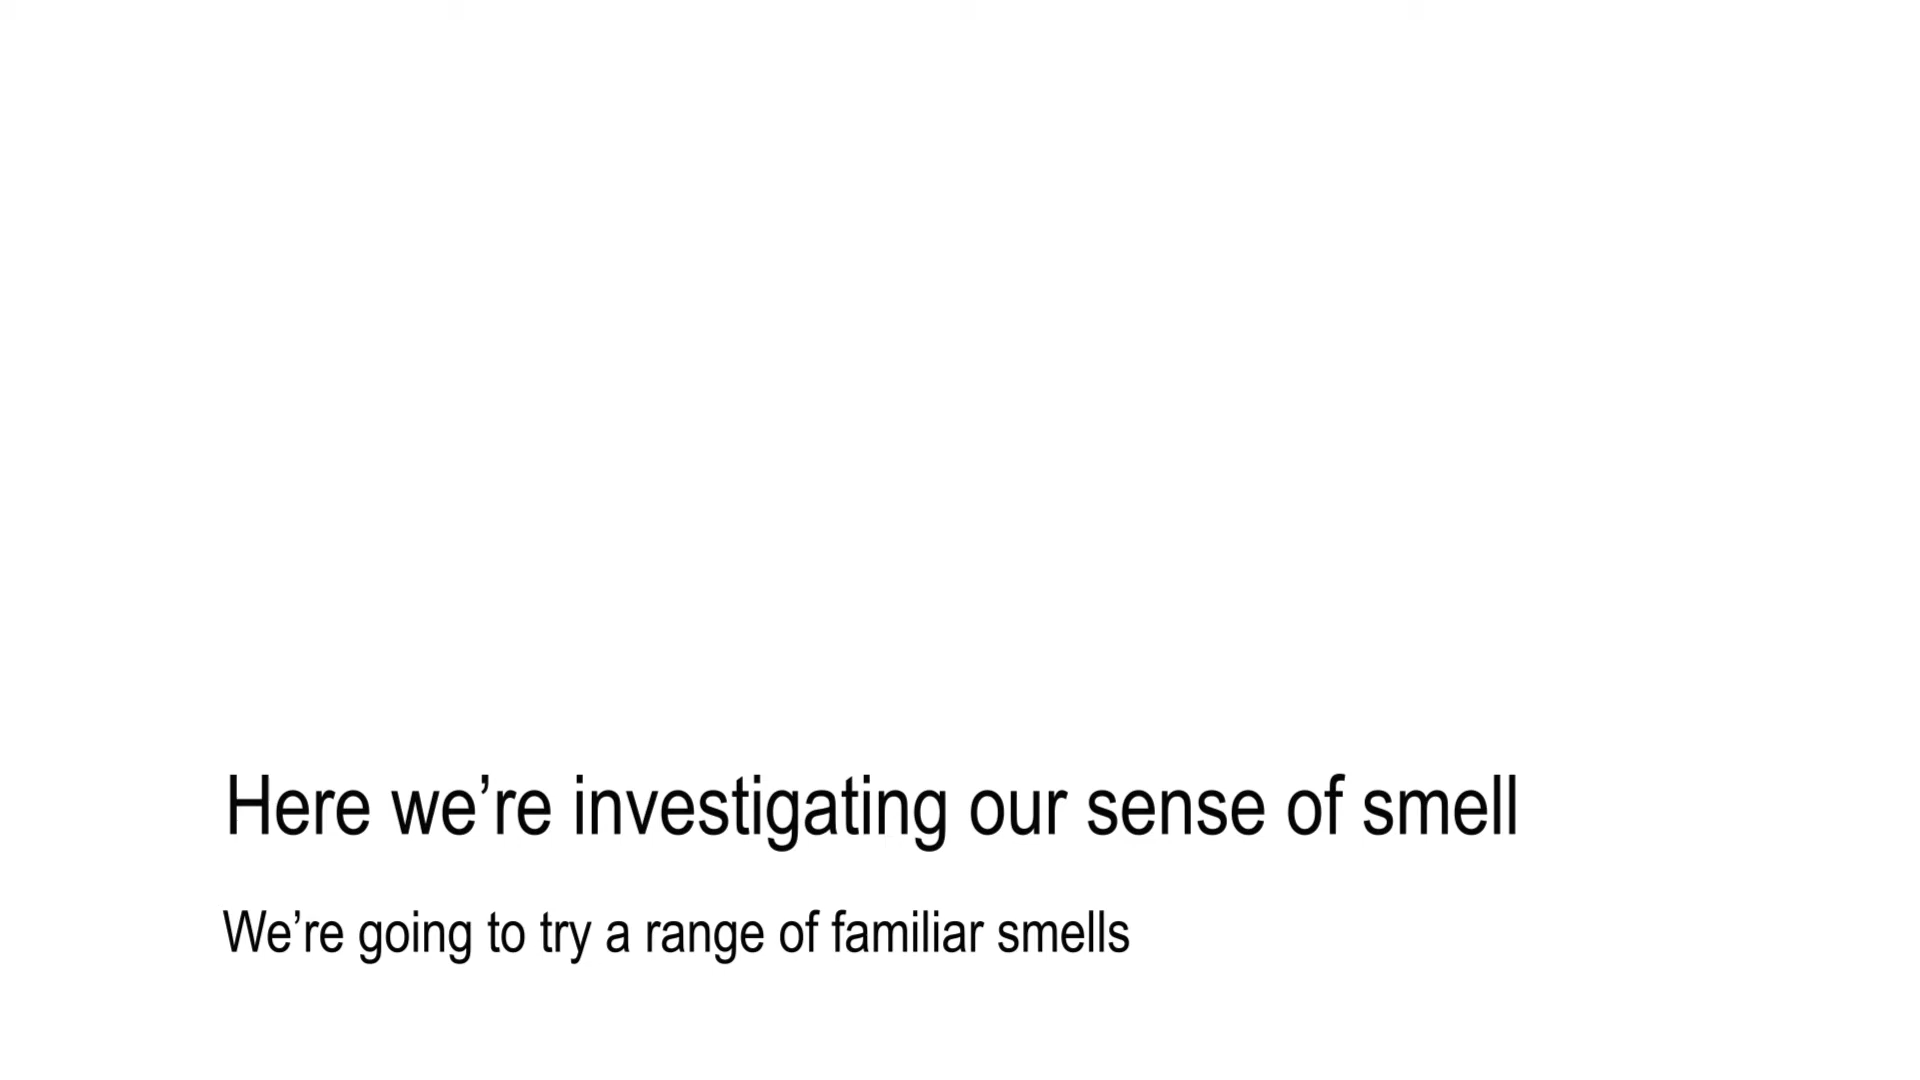 Here we’re investigating our sense of smell
We’re going to try a range of familiar smells